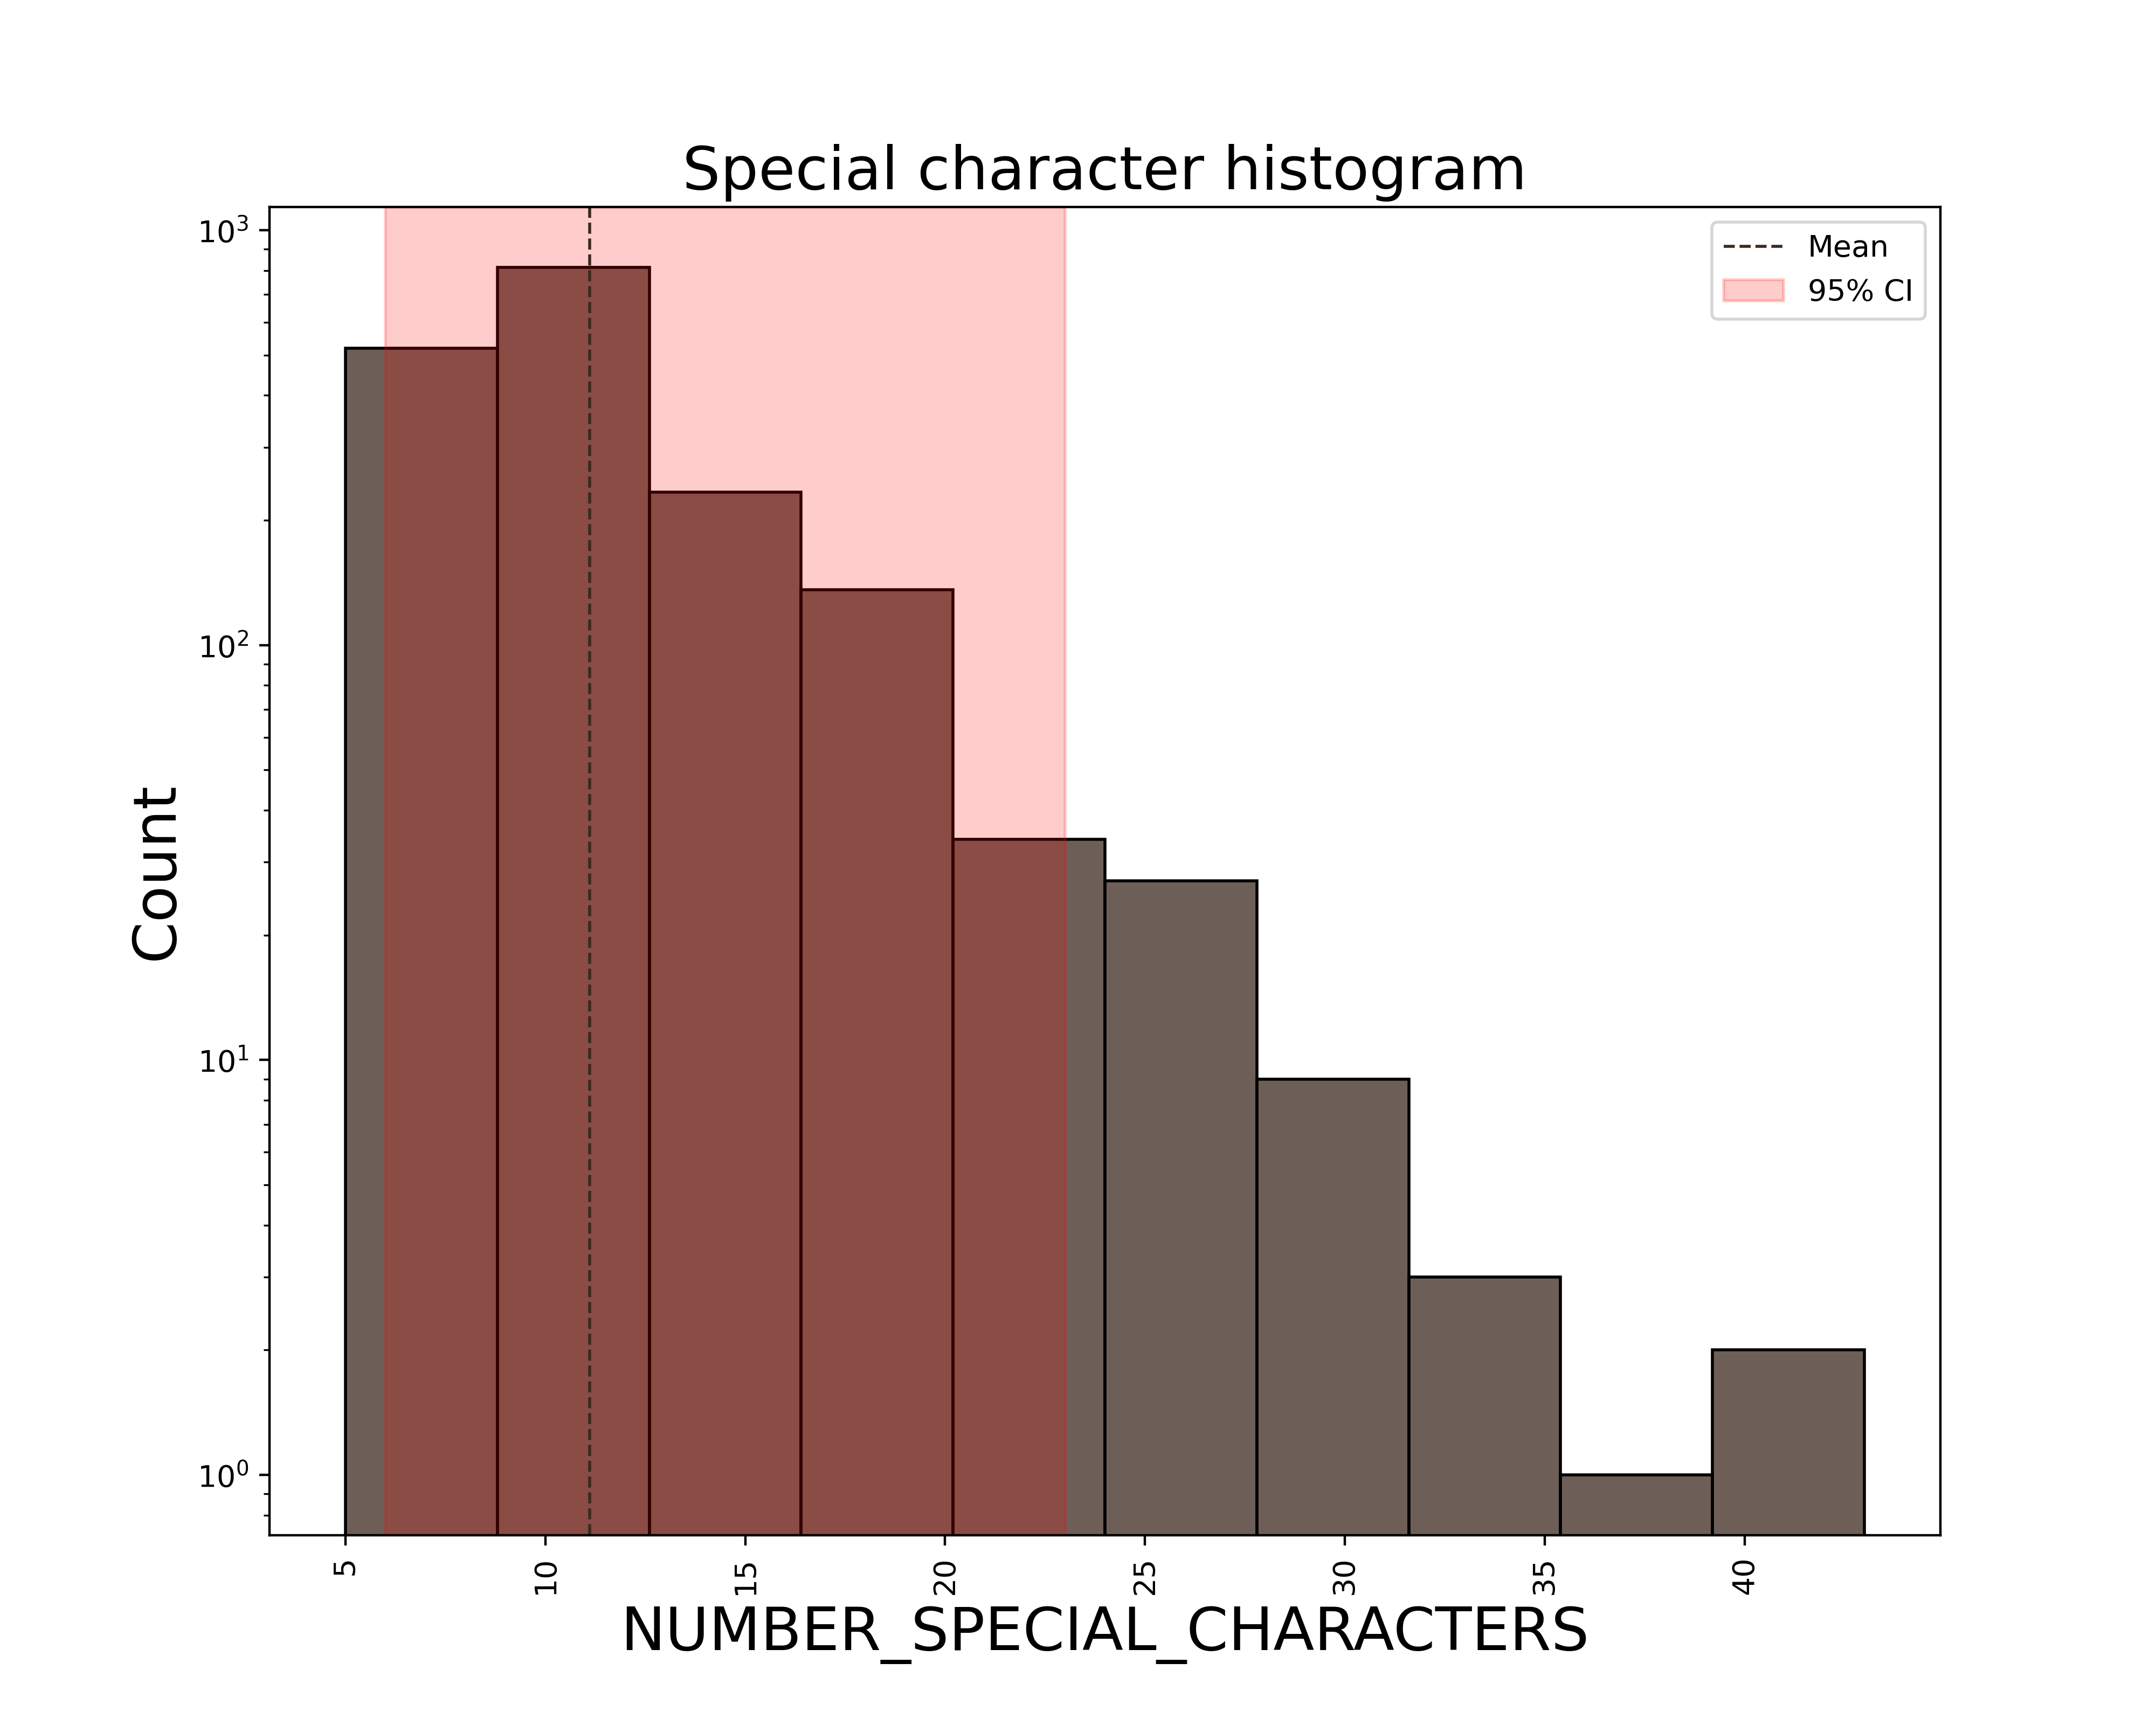 Special character histogram
Mean
95% CI
Count
10³
10²
10¹
10⁰
5 10 15 20 25 30 35 40
NUMBER_SPECIAL_CHARACTERS